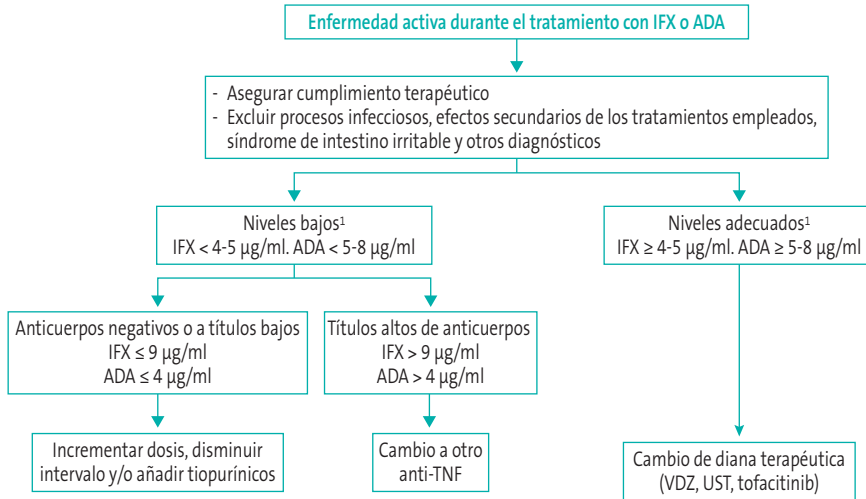 Enfermedad activa durante el tratamiento con IFX o ADA
- Asegurar cumplimiento terapéutico
- Excluir procesos infecciosos, efectos secundarios de los tratamientos empleados,
síndrome de intestino irritable y otros diagnósticos
Niveles bajos¹
IFX < 4-5 µg/ml. ADA < 5-8 µg/ml
Niveles adecuados¹
IFX ≥ 4-5 µg/ml. ADA ≥ 5-8 µg/ml
Anticuerpos negativos o a títulos bajos
IFX ≤ 9 µg/ml
ADA ≤ 4 µg/ml
Títulos altos de anticuerpos
IFX > 9 µg/ml
ADA > 4 µg/ml
Incrementar dosis, disminuir
intervalo y/o añadir tiopurínicos
Cambio a otro
anti-TNF
Cambio de diana terapéutica
(VDZ, UST, tofacitinib)